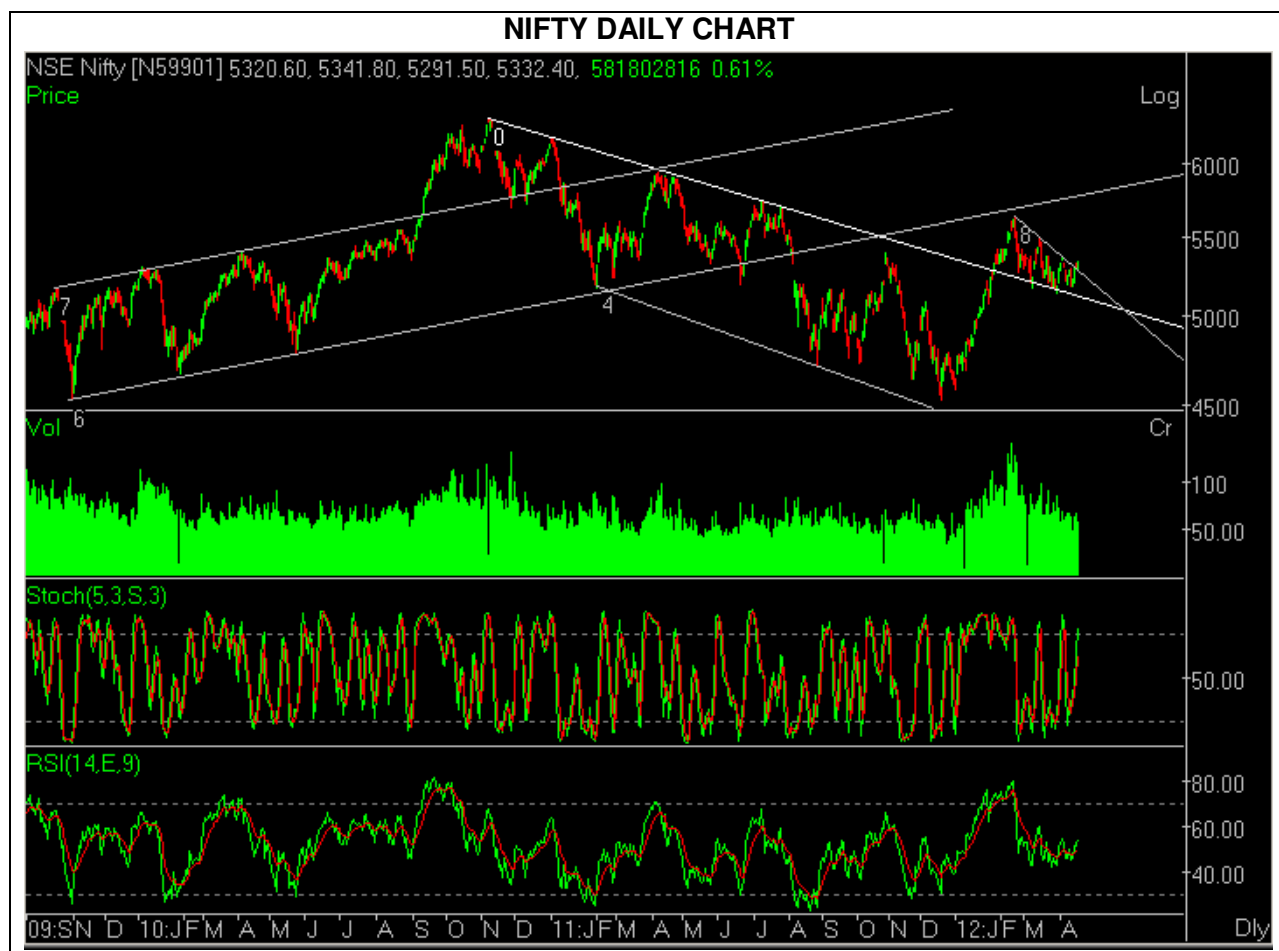 NIFTY DAILY CHART
NSE Nifty [N59901] 5320.60, 5341.80, 5291.50, 5332.40, 581802816 0.61%
Price
Log
0
6000
8
5500
7
4
5000
4500
Vol 6
Cr
100
50.00
Stoch(5,3,S,3)
50.00
RSI(14,E,9)
80.00
60.00
40.00
09:SN D 10:JFM A M J J A S O N D 11:JFM A M J J A S O N D 12:JFM A
Dly